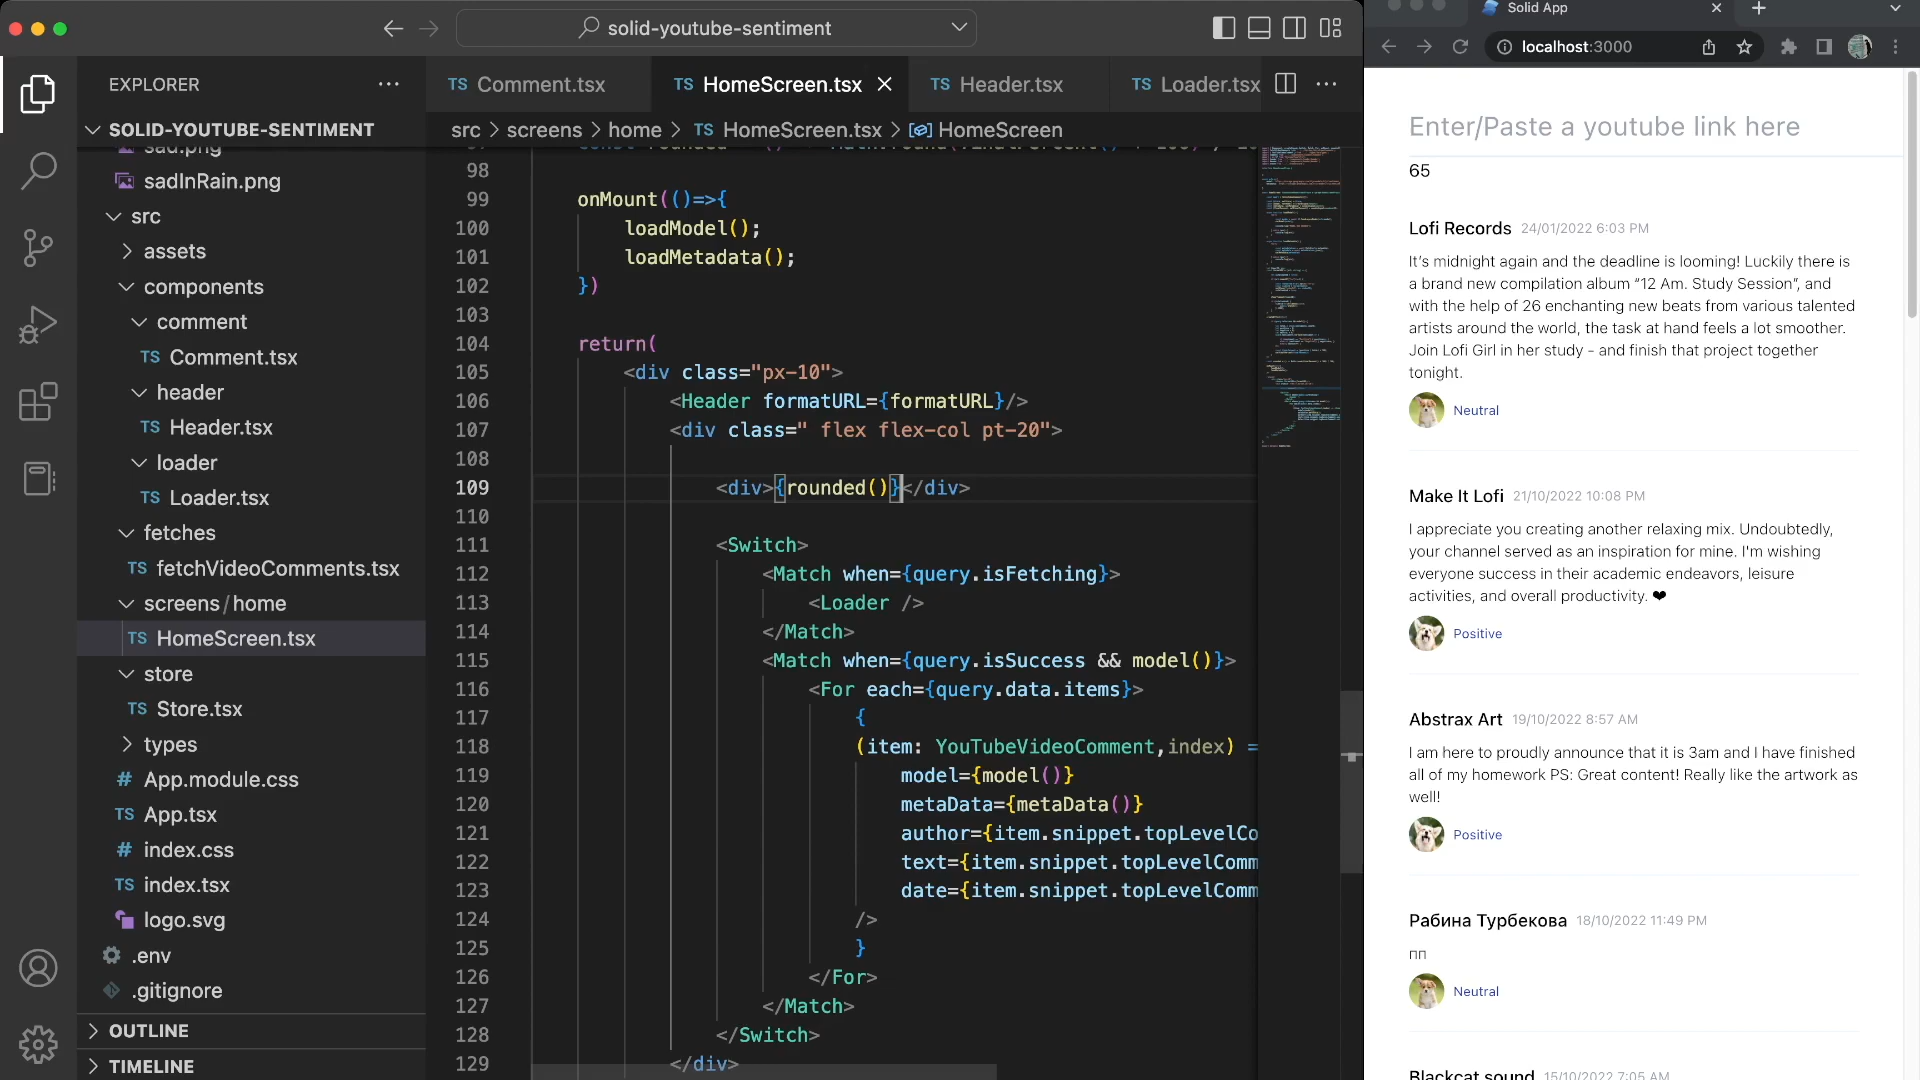 solid-youtube-sentiment
EXPLORER
SOLID-YOUTUBE-SENTIMENT
sad.png
sadInRain.png
src
assets
components
comment
TS Comment.tsx
header
TS Header.tsx
loader
TS Loader.tsx
fetches
TS fetchVideoComments.tsx
screens/home
TS HomeScreen.tsx
store
TS Store.tsx
types
# App.module.css
TS App.tsx
# index.css
TS index.tsx
logo.svg
.env
.gitignore
OUTLINE
TIMELINE
TS Comment.tsx
TS HomeScreen.tsx
TS Header.tsx
TS Loader.tsx
src > screens > home > TS HomeScreen.tsx > HomeScreen
98
99 onMount(()=>{
100 loadModel();
101 loadMetadata();
102 })
103
104 return(
105 <div class="px-10">
106 <Header formatURL={formatURL}/>
107 <div class=" flex flex-col pt-20">
108
109 <div>{rounded()}</div>
110
111 <Switch>
112 <Match when={query.isFetching}>
113 <Loader />
114 </Match>
115 <Match when={query.isSuccess && model()}>
116 <For each={query.data.items}>
117 {
118 (item: YouTubeVideoComment,index) =
119 model={model()}
120 metaData={metaData()}
121 author={item.snippet.topLevelCo
122 text={item.snippet.topLevelComm
123 date={item.snippet.topLevelComm
124 />
125 }
126 </For>
127 </Match>
128 </Switch>
129 </div>
Solid App
localhost:3000
Enter/Paste a youtube link here
65
Lofi Records 24/01/2022 6:03 PM
It's midnight again and the deadline is looming! Luckily there is
a brand new compilation album “12 Am. Study Session”, and
with the help of 26 enchanting new beats from various talented
artists around the world, the task at hand feels a lot smoother.
Join Lofi Girl in her study - and finish that project together
tonight.
Neutral
Make It Lofi 21/10/2022 10:08 PM
I appreciate you creating another relaxing mix. Undoubtedly,
your channel served as an inspiration for mine. I'm wishing
everyone success in their academic endeavors, leisure
activities, and overall productivity. ❤
Positive
Abstrax Art 19/10/2022 8:57 AM
I am here to proudly announce that it is 3am and I have finished
all of my homework PS: Great content! Really like the artwork as
well!
Positive
Рабина Турбекова 18/10/2022 11:49 PM
пп
Neutral
Blackcat sound 15/10/2022 7:05 AM